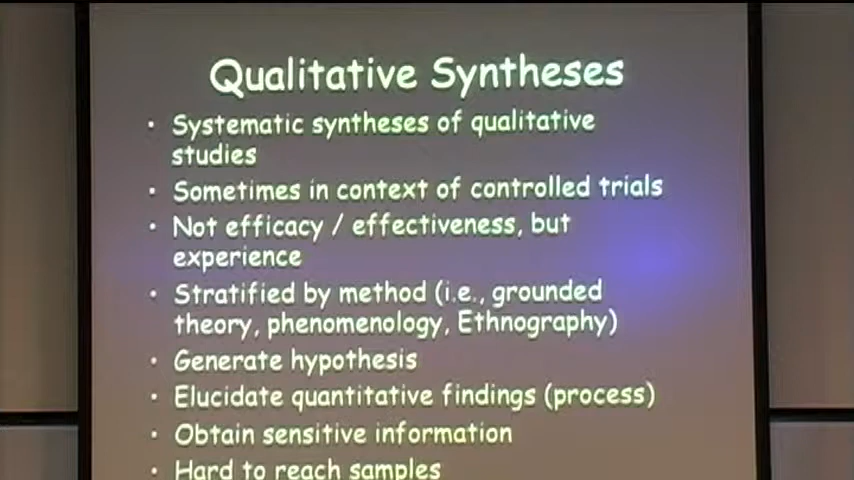 Qualitative Syntheses
• Systematic syntheses of qualitative
studies
• Sometimes in context of controlled trials
• Not efficacy / effectiveness, but
experience
• Stratified by method (i.e., grounded
theory, phenomenology, Ethnography)
• Generate hypothesis
• Elucidate quantitative findings (process)
• Obtain sensitive information
• Hard to reach samples